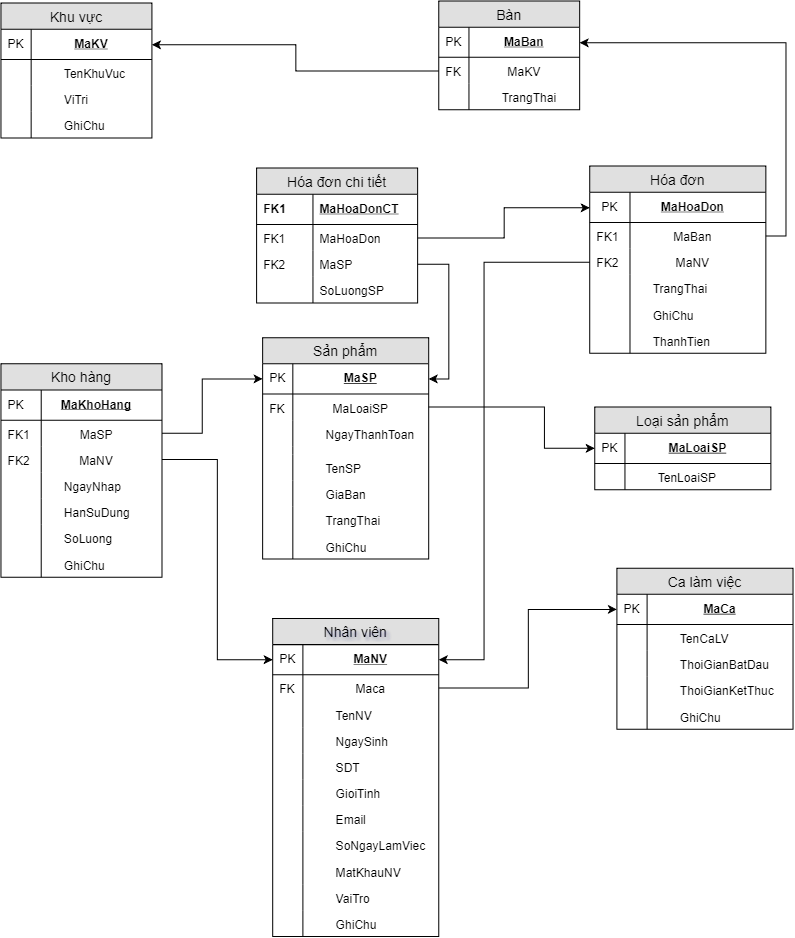 Khu vực
PK MaKV
TenKhuVuc
ViTri
GhiChu
Bàn
PK MaBan
FK MaKV
TrangThai
Hóa đơn chi tiết
FK1 MaHoaDonCT
FK1 MaHoaDon
FK2 MaSP
SoLuongSP
Hóa đơn
PK MaHoaDon
FK1 MaBan
FK2 MaNV
TrangThai
GhiChu
ThanhTien
Kho hàng
PK MaKhoHang
FK1 MaSP
FK2 MaNV
NgayNhap
HanSuDung
SoLuong
GhiChu
Sản phẩm
PK MaSP
FK MaLoaiSP
NgayThanhToan
TenSP
GiaBan
TrangThai
GhiChu
Loại sản phẩm
PK MaLoaiSP
TenLoaiSP
Nhân viên
PK MaNV
FK Maca
TenNV
NgaySinh
SDT
GioiTinh
Email
SoNgayLamViec
MatKhauNV
VaiTro
GhiChu
Ca làm việc
PK MaCa
TenCaLV
ThoiGianBatDau
ThoiGianKetThuc
GhiChu